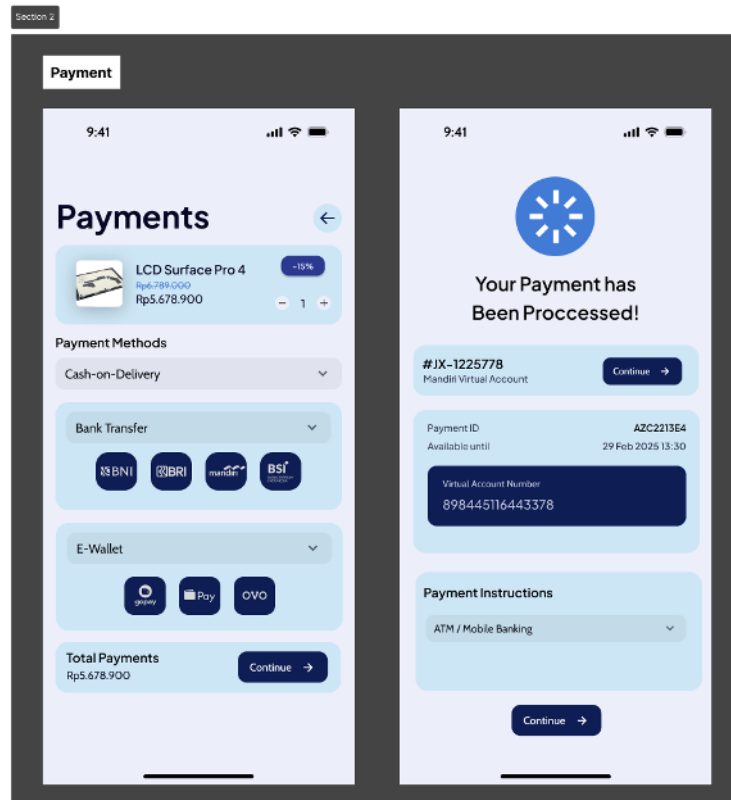 Section 2
Payment
9:41
Payments
LCD Surface Pro 4
-15%
Rp6.789.000
Rp5.678.900
- 1 +
Payment Methods
Cash-on-Delivery
Bank Transfer
BNI
BRI
mandiri
BSI
E-Wallet
gopay
Pay
OVO
Total Payments
Rp5.678.900
Continue →
9:41
Your Payment has
Been Proccessed!
#JX-1225778
Mandiri Virtual Account
Continue →
Payment ID AZC2213E4
Available until 29 Feb 2025 13:30
Virtual Account Number
898445116443378
Payment Instructions
ATM / Mobile Banking
Continue →